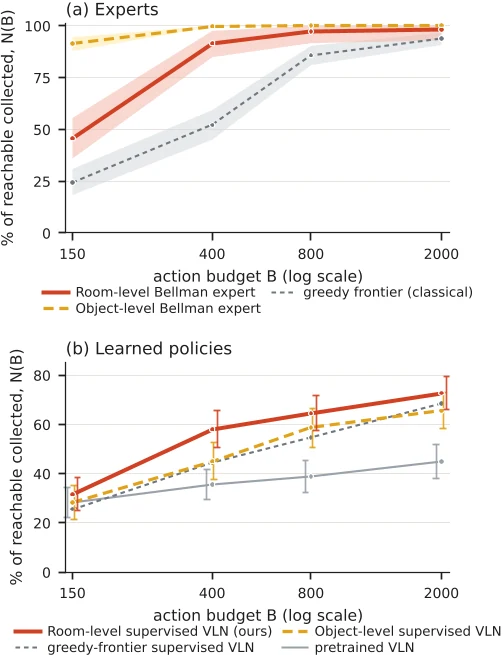 (a) Experts
% of reachable collected, N(B)
100
75
50
25
0
150 400 800 2000
action budget B (log scale)
Room-level Bellman expert greedy frontier (classical)
Object-level Bellman expert
(b) Learned policies
% of reachable collected, N(B)
80
60
40
20
0
150 400 800 2000
action budget B (log scale)
Room-level supervised VLN (ours) Object-level supervised VLN
greedy-frontier supervised VLN pretrained VLN